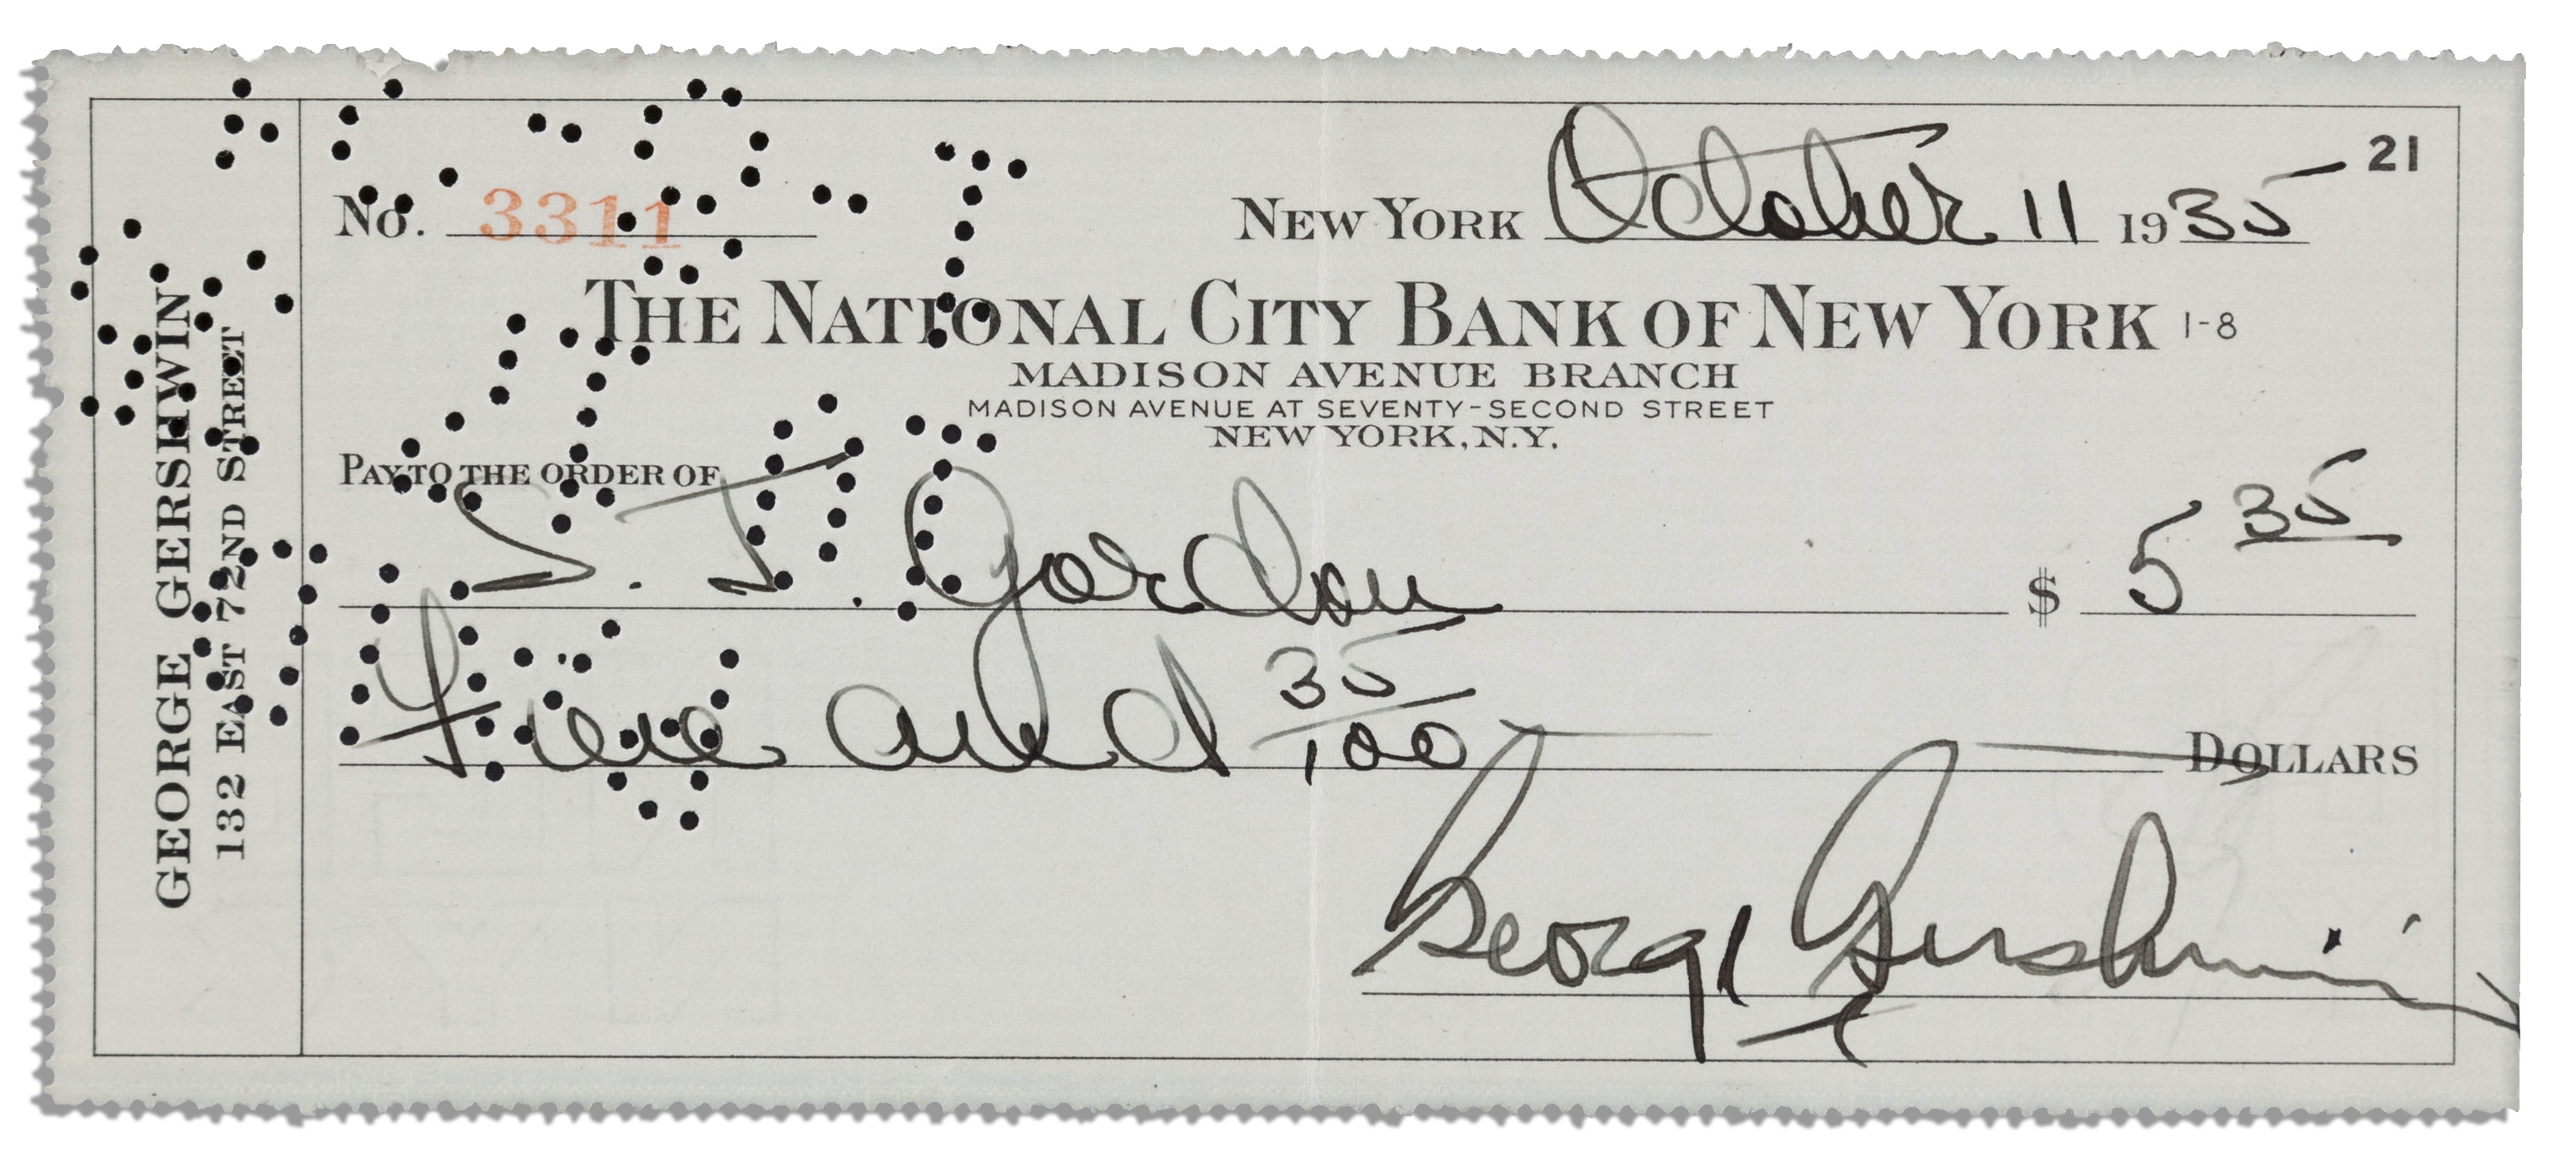 21
No. 3311 NEW YORK October 11 1935
THE NATIONAL CITY BANK OF NEW YORK 1-8
MADISON AVENUE BRANCH
MADISON AVENUE AT SEVENTY-SECOND STREET
NEW YORK, N.Y.
PAY TO THE ORDER OF
S. J. Gordon $ 5 35
Five and 35/100 DOLLARS
George Gershwin
GEORGE GERSHWIN
132 EAST 72ND STREET